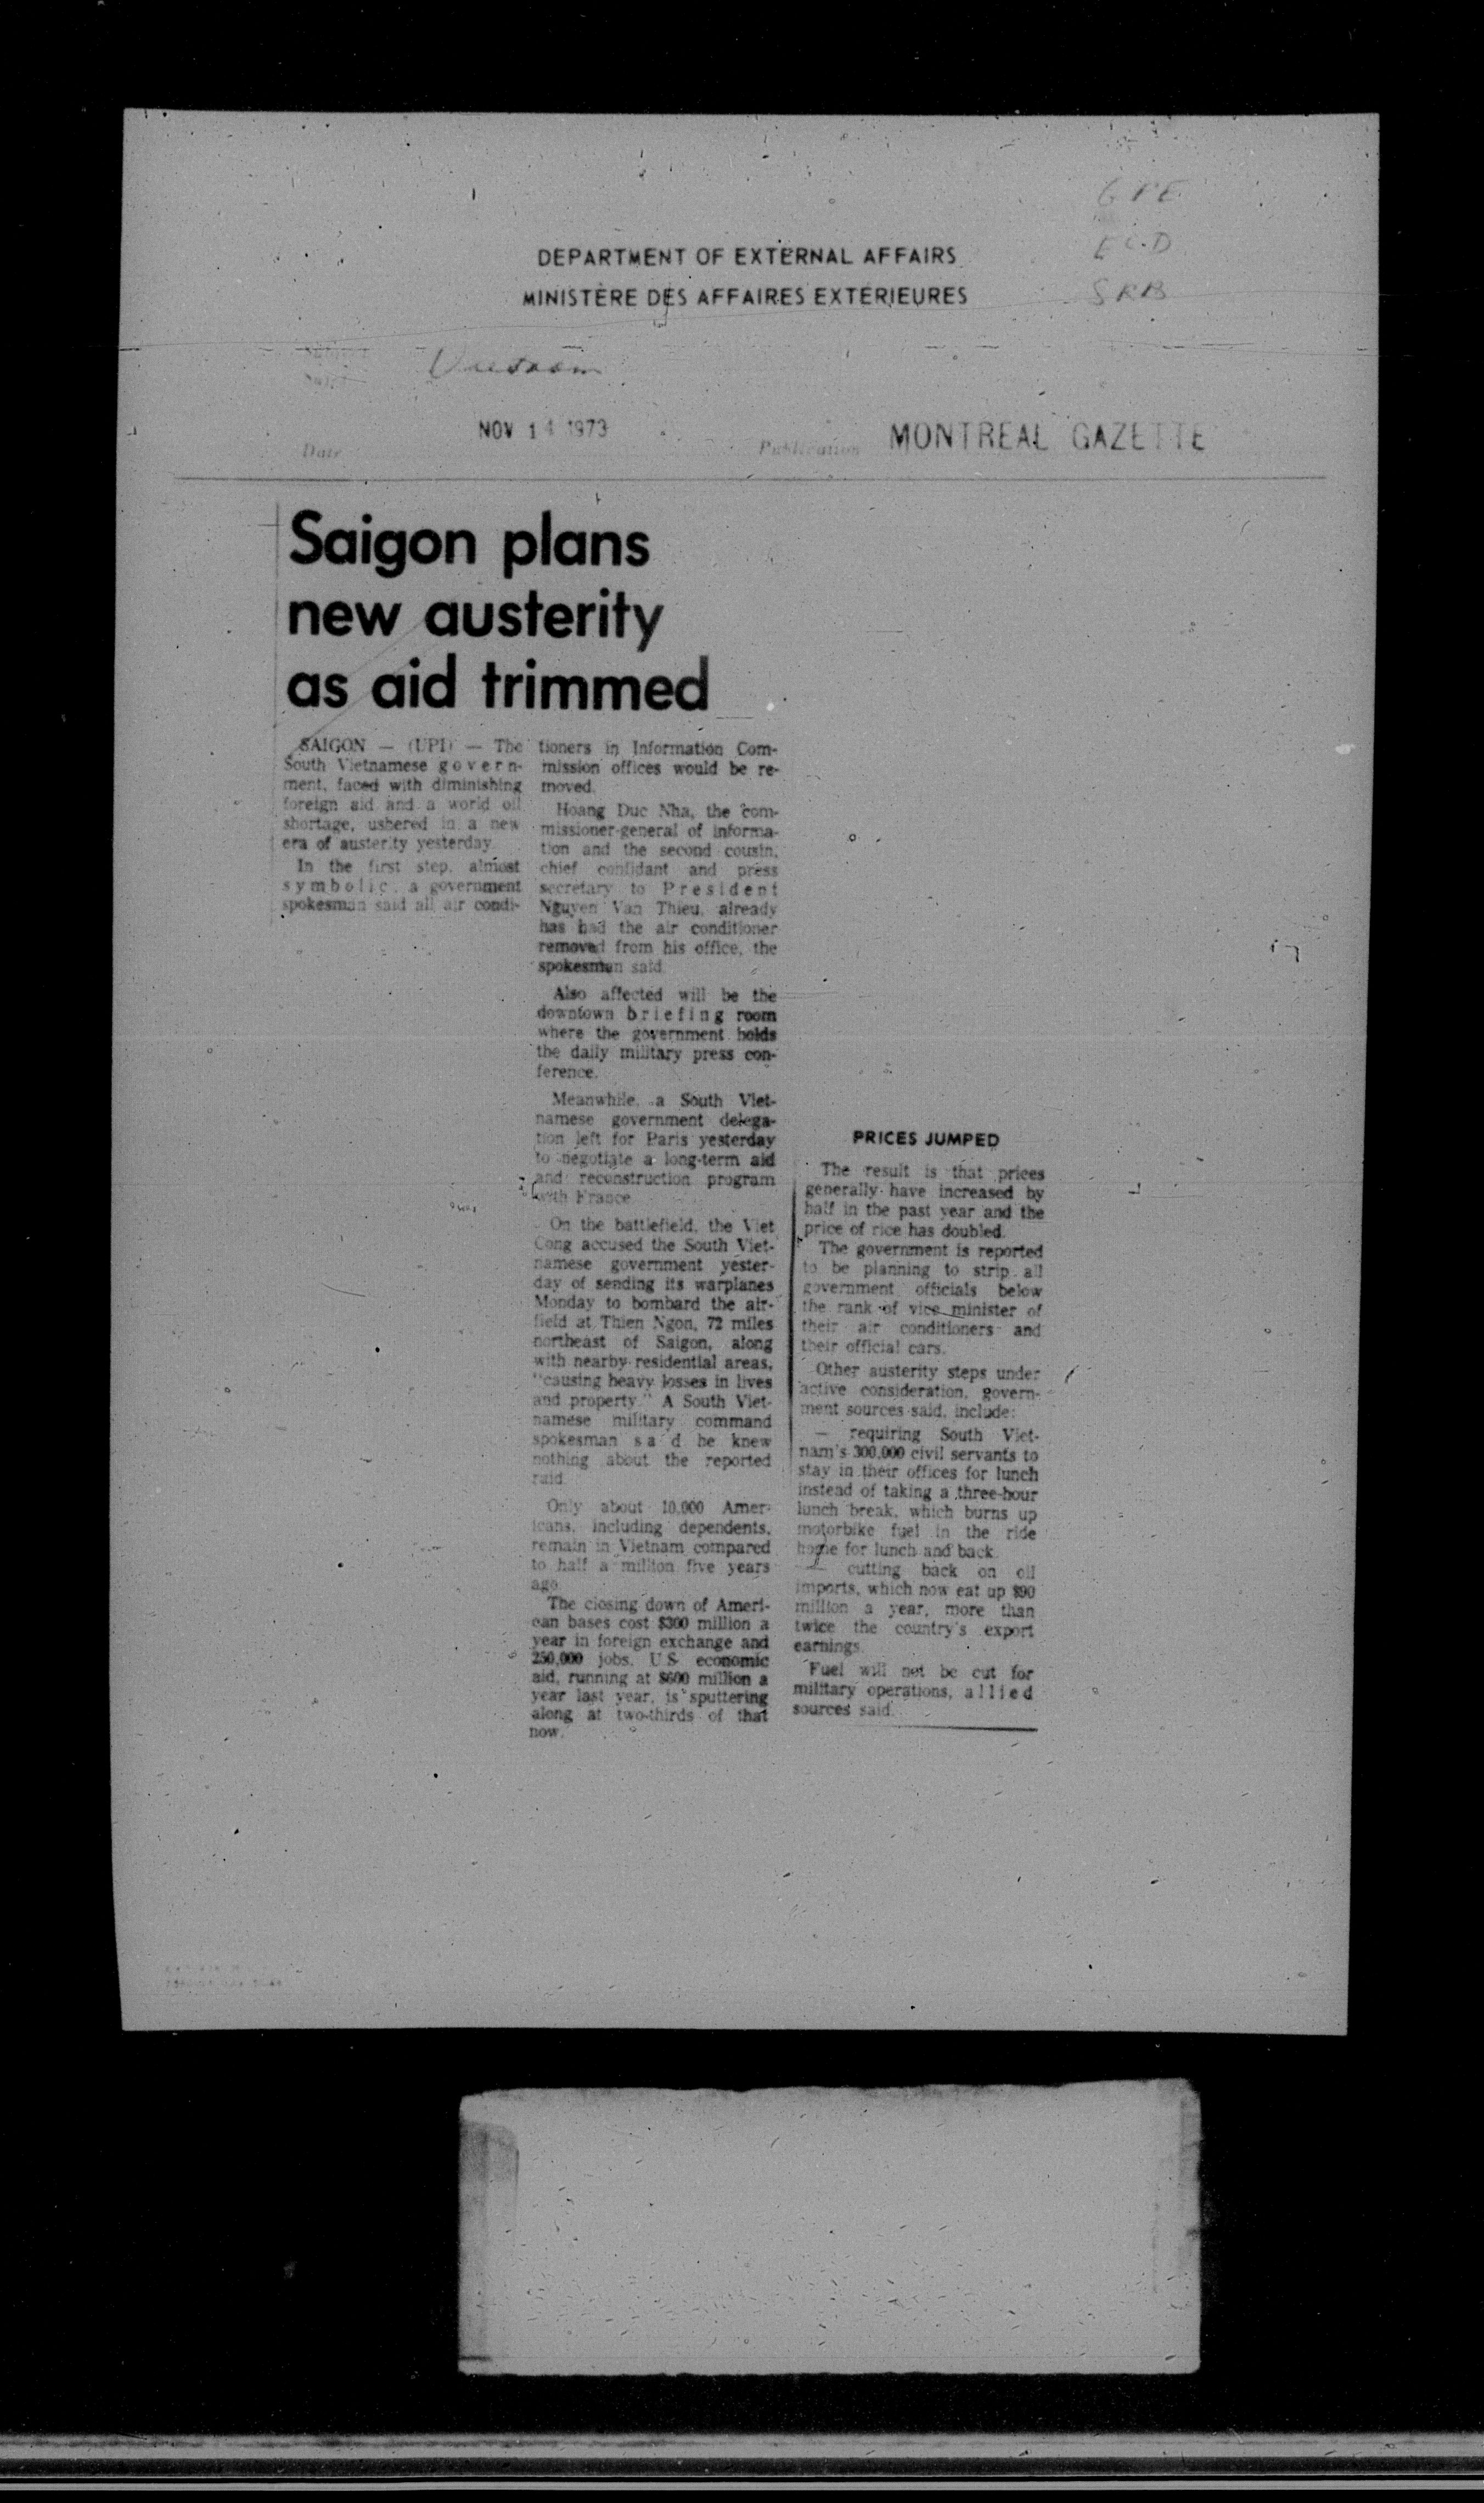 GPE
EC.D
SRB
DEPARTMENT OF EXTERNAL AFFAIRS
MINISTÈRE DES AFFAIRES EXTERIEURES
Vietnam
NOV 14 1973
Date
Publication
MONTREAL GAZETTE
Saigon plans
new austerity
as aid trimmed
SAIGON — (UPI) — The
South Vietnamese govern-
ment, faced with diminishing
foreign aid and a world oil
shortage, ushered in a new
era of austerity yesterday.
In the first step, almost
symbolic, a government
spokesman said all air condi-
tioners in Information Com-
mission offices would be re-
moved.
Hoang Duc Nha, the com-
missioner-general of informa-
tion and the second cousin,
chief confidant and press
secretary to President
Nguyen Van Thieu, already
has had the air conditioner
removed from his office, the
spokesman said.
Also affected will be the
downtown briefing room
where the government holds
the daily military press con-
ference.
Meanwhile, a South Viet-
namese government delega-
tion left for Paris yesterday
to negotiate a long-term aid
and reconstruction program
with France.
On the battlefield, the Viet
Cong accused the South Viet-
namese government yester-
day of sending its warplanes
Monday to bombard the air-
field at Thien Ngon, 72 miles
northeast of Saigon, along
with nearby residential areas,
"causing heavy losses in lives
and property." A South Viet-
namese military command
spokesman sa d he knew
nothing about the reported
raid.
Only about 10,000 Amer-
icans, including dependents,
remain in Vietnam compared
to half a million five years
ago.
The closing down of Ameri-
can bases cost $300 million a
year in foreign exchange and
250,000 jobs. U.S. economic
aid, running at $600 million a
year last year, is sputtering
along at two-thirds of that
now.
PRICES JUMPED
The result is that prices
generally have increased by
half in the past year and the
price of rice has doubled.
The government is reported
to be planning to strip all
government officials below
the rank of vice minister of
their air conditioners and
their official cars.
Other austerity steps under
active consideration, govern-
ment sources said, include:
— requiring South Viet-
nam's 300,000 civil servants to
stay in their offices for lunch
instead of taking a three-hour
lunch break, which burns up
motorbike fuel in the ride
home for lunch and back.
— cutting back on oil
imports, which now eat up $90
million a year, more than
twice the country's export
earnings.
Fuel will not be cut for
military operations, allied
sources said.